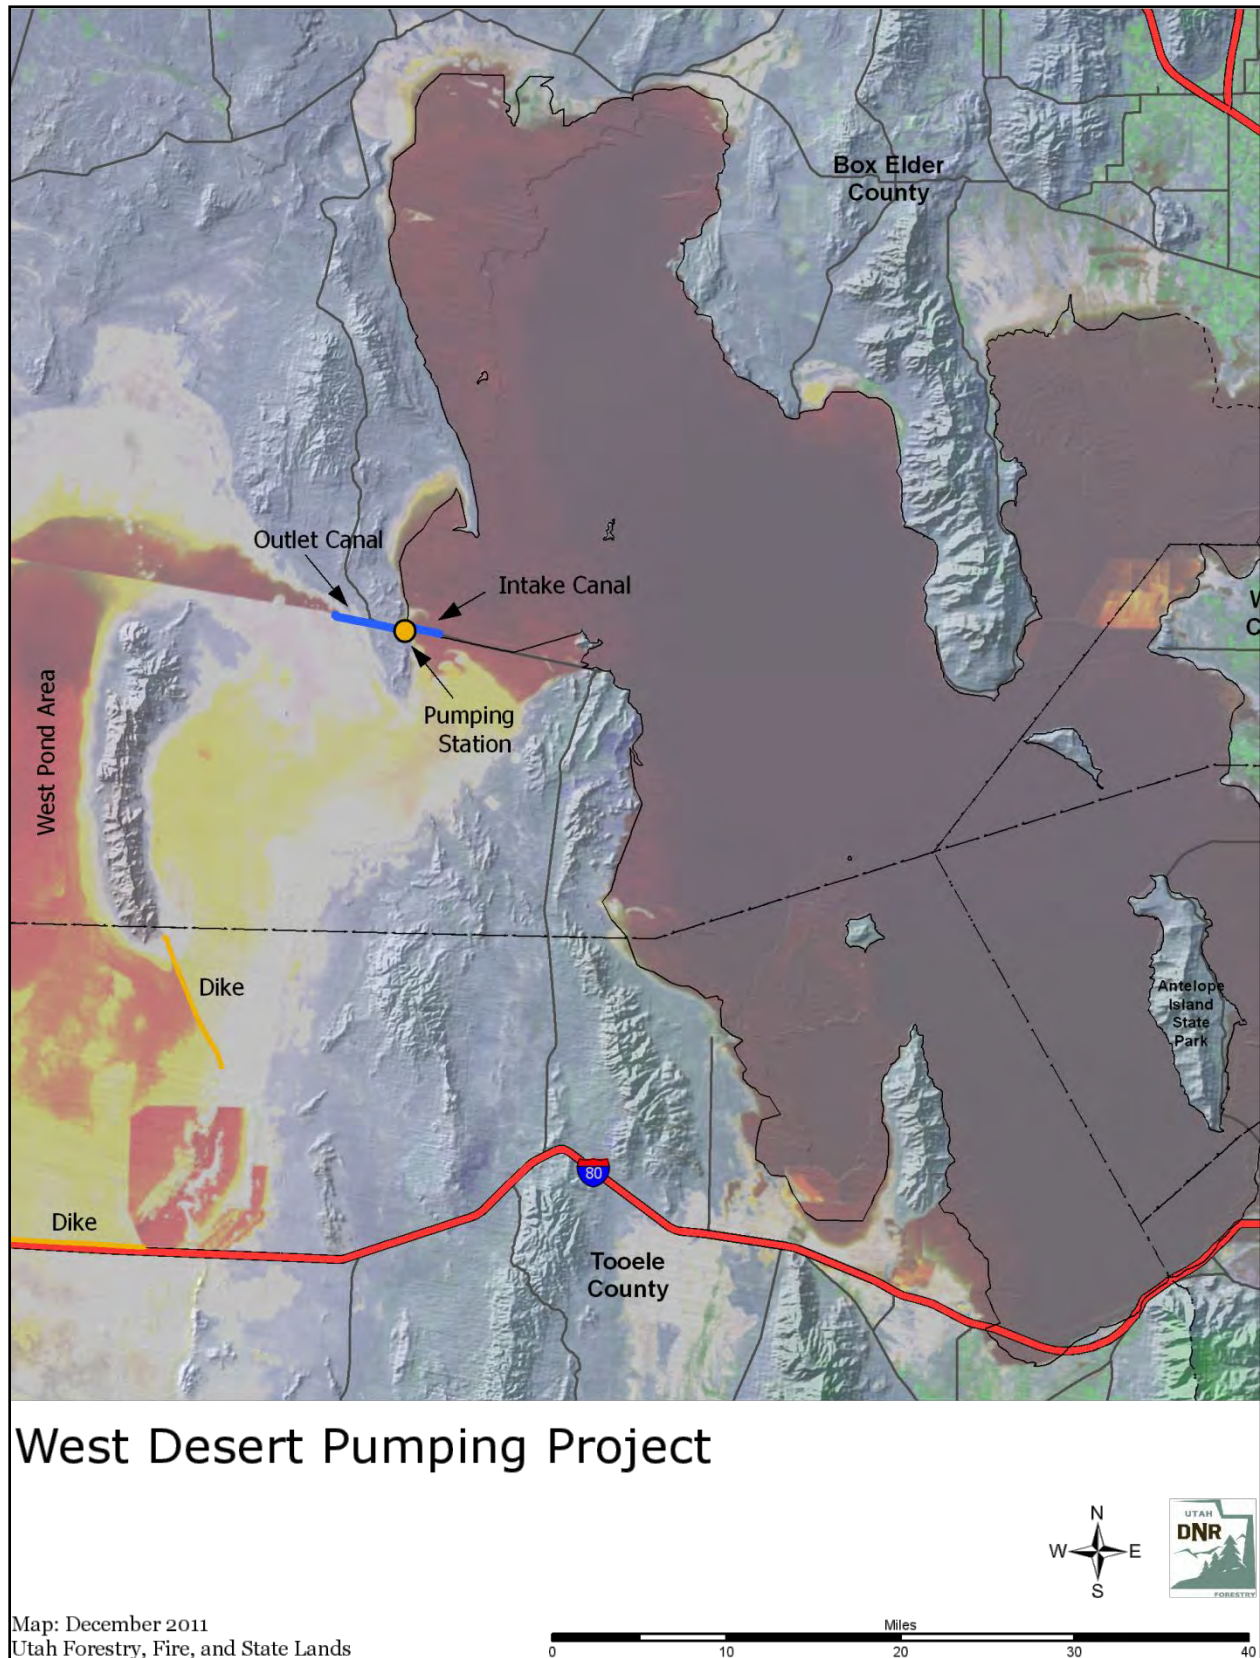 Box Elder
County
Outlet Canal
Intake Canal
W
C
Pumping
Station
West Pond Area
Dike
Antelope
Island
State
Park
80
Dike
Tooele
County
West Desert Pumping Project
N
W
E
S
UTAH
DNR
FORESTRY
Map: December 2011
Utah Forestry, Fire, and State Lands
Miles
0 10 20 30 40